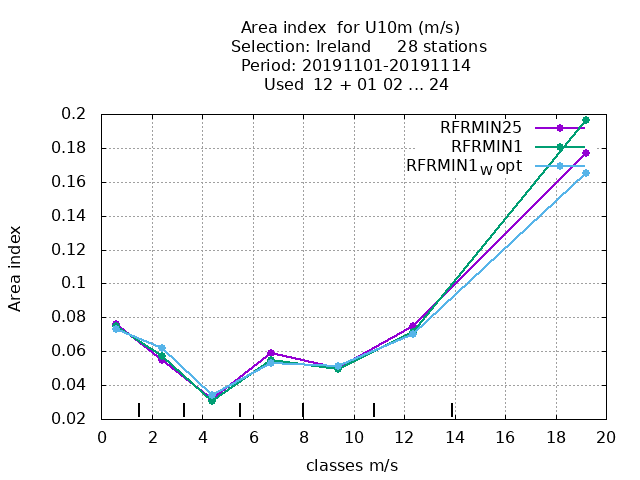 Area index  for U10m (m/s)
Selection: Ireland     28 stations
Period: 20191101-20191114
Used  12 + 01 02 ... 24
RFRMIN25
RFRMIN1
RFRMIN1W opt
Area index
0.2
0.18
0.16
0.14
0.12
0.1
0.08
0.06
0.04
0.02
0 2 4 6 8 10 12 14 16 18 20
classes m/s